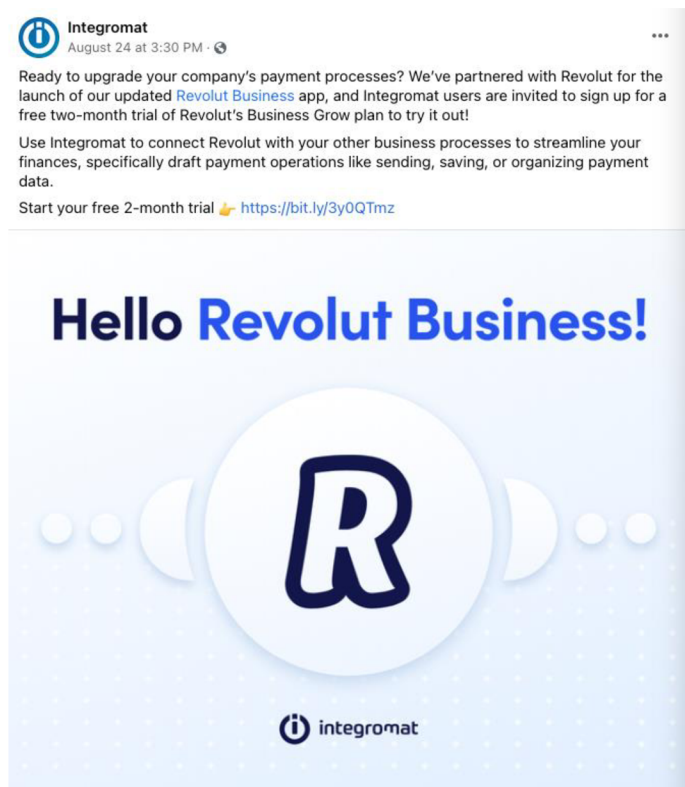 Integromat
August 24 at 3:30 PM ·
Ready to upgrade your company's payment processes? We've partnered with Revolut for the
launch of our updated Revolut Business app, and Integromat users are invited to sign up for a
free two-month trial of Revolut's Business Grow plan to try it out!
Use Integromat to connect Revolut with your other business processes to streamline your
finances, specifically draft payment operations like sending, saving, or organizing payment
data.
Start your free 2-month trial 👉 https://bit.ly/3y0QTmz
Hello Revolut Business!
R
integromat